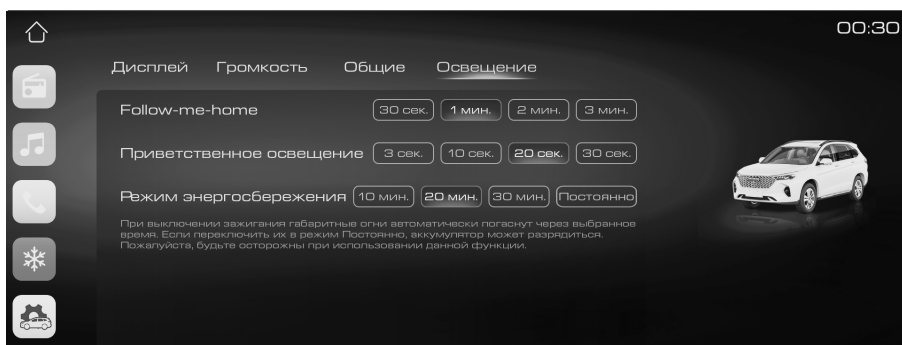 00:30
Дисплей Громкость Общие Освещение
Follow-me-home 30 сек. 1 мин. 2 мин. 3 мин.
Приветственное освещение 3 сек. 10 сек. 20 сек. 30 сек.
Режим энергосбережения 10 мин. 20 мин. 30 мин. Постоянно
При выключении зажигания габаритные огни автоматически погаснут через выбранное
время. Если переключить их в режим Постоянно, аккумулятор может разрядиться.
Пожалуйста, будьте осторожны при использовании данной функции.